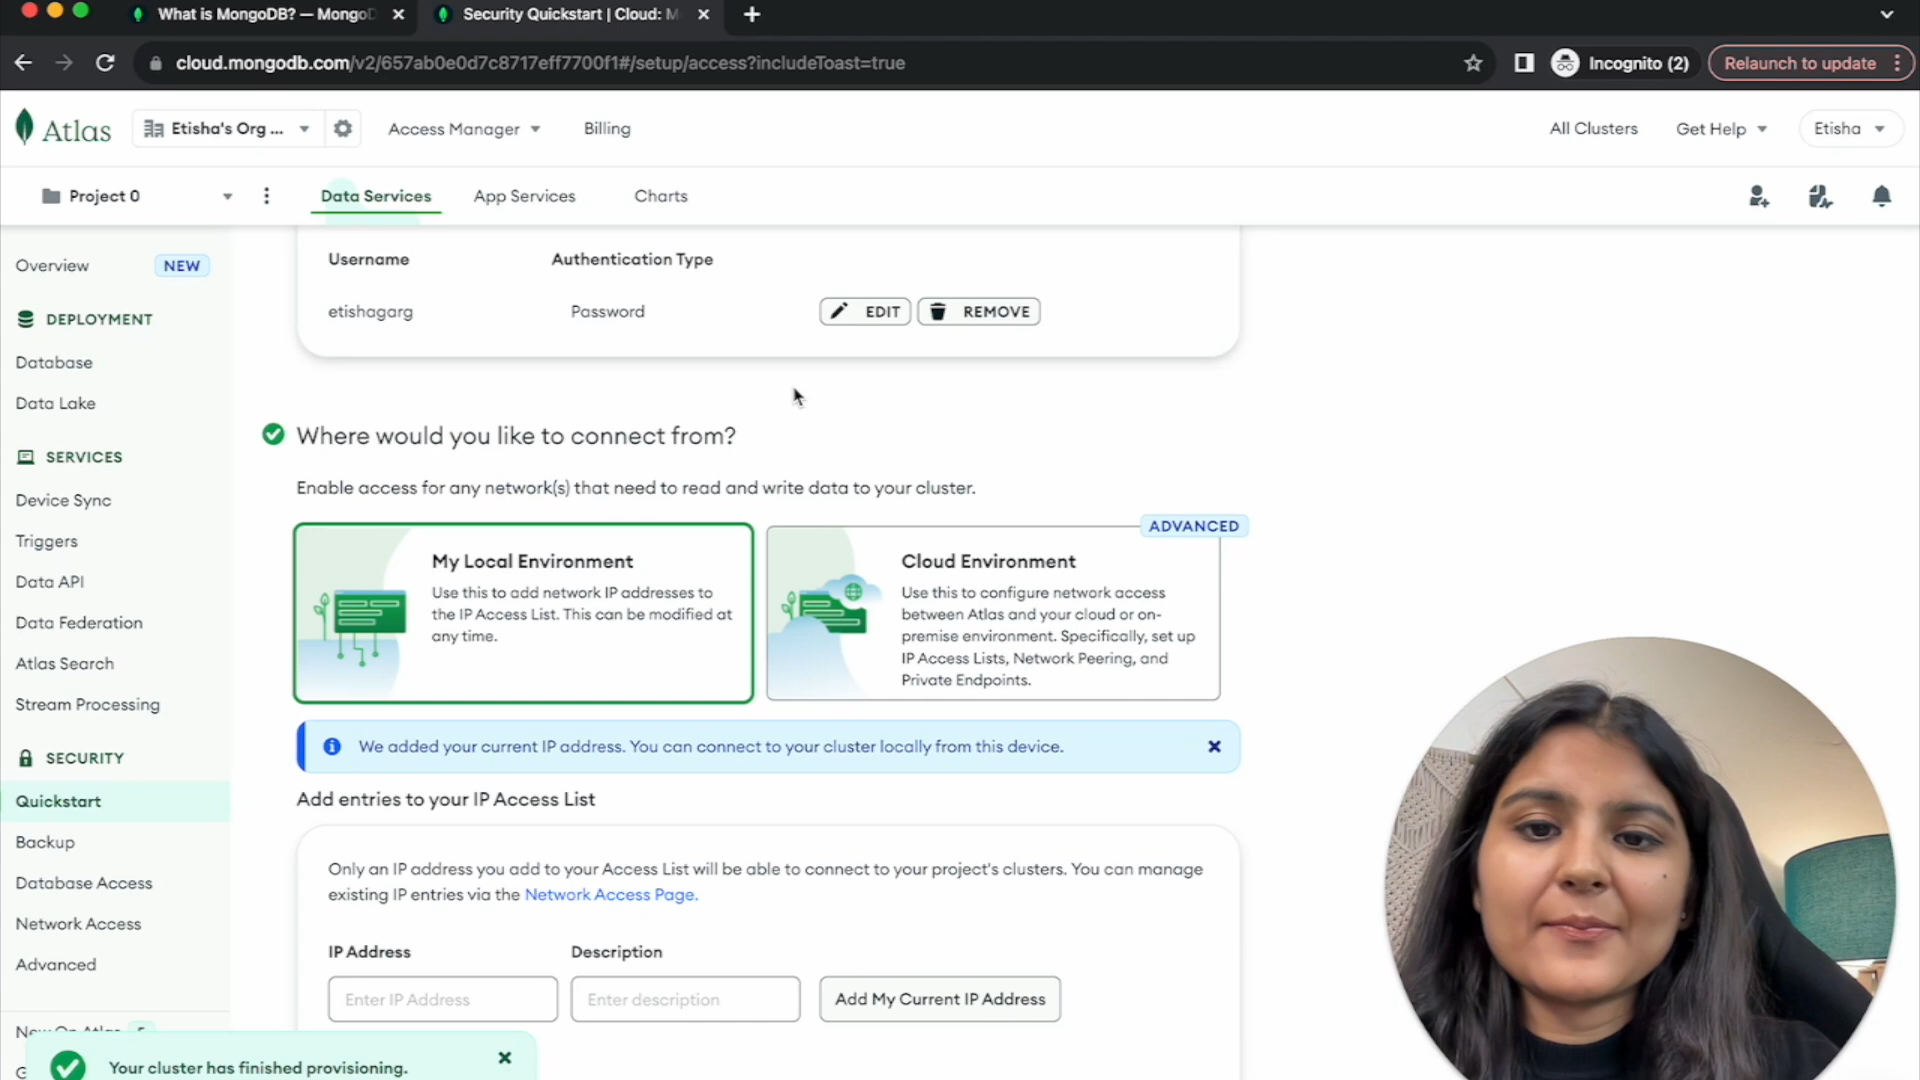 What is MongoDB? — MongoD
Security Quickstart | Cloud: M
cloud.mongodb.com/v2/657ab0e0d7c8717eff7700f1#/setup/access?includeToast=true
Incognito (2)
Relaunch to update
Atlas
Etisha's Org ...
Access Manager
Billing
All Clusters
Get Help
Etisha
Project 0
Data Services
App Services
Charts
Overview
NEW
DEPLOYMENT
Database
Data Lake
SERVICES
Device Sync
Triggers
Data API
Data Federation
Atlas Search
Stream Processing
SECURITY
Quickstart
Backup
Database Access
Network Access
Advanced
Username
Authentication Type
etishagarg
Password
EDIT
REMOVE
Where would you like to connect from?
Enable access for any network(s) that need to read and write data to your cluster.
My Local Environment
Use this to add network IP addresses to
the IP Access List. This can be modified at
any time.
ADVANCED
Cloud Environment
Use this to configure network access
between Atlas and your cloud or on-
premise environment. Specifically, set up
IP Access Lists, Network Peering, and
Private Endpoints.
We added your current IP address. You can connect to your cluster locally from this device.
Add entries to your IP Access List
Only an IP address you add to your Access List will be able to connect to your project's clusters. You can manage
existing IP entries via the Network Access Page.
IP Address
Description
Enter IP Address
Enter description
Add My Current IP Address
Your cluster has finished provisioning.